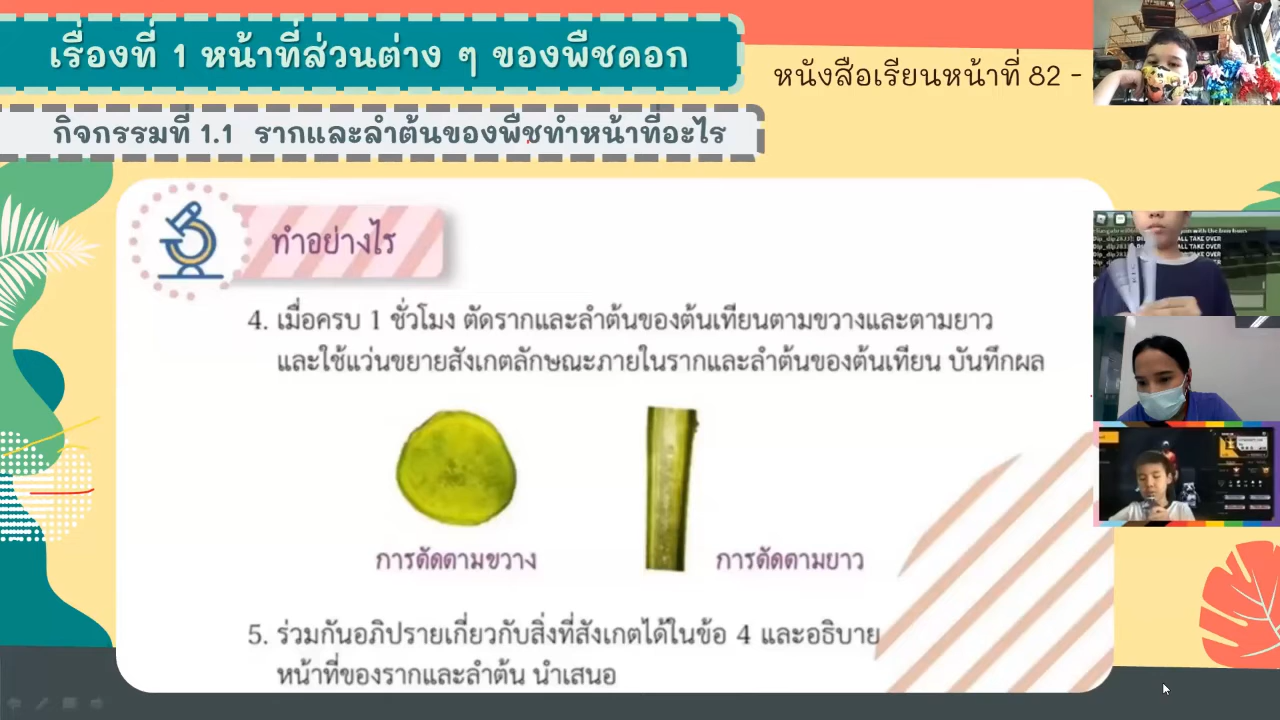 เรื่องที่ 1 หน้าที่ส่วนต่าง ๆ ของพืชดอก
หนังสือเรียนหน้าที่ 82 -
กิจกรรมที่ 1.1 รากและลำต้นของพืชทำหน้าที่อะไร
ทำอย่างไร
4. เมื่อครบ 1 ชั่วโมง ตัดรากและลำต้นของต้นเทียนตามขวางและตามยาว
และใช้แว่นขยายสังเกตลักษณะภายในรากและลำต้นของต้นเทียน บันทึกผล
การตัดตามขวาง
การตัดตามยาว
5. ร่วมกันอภิปรายเกี่ยวกับสิ่งที่สังเกตได้ในข้อ 4 และอธิบาย
หน้าที่ของรากและลำต้น นำเสนอ
ALL TAKE OVER
ALL TAKE OVER